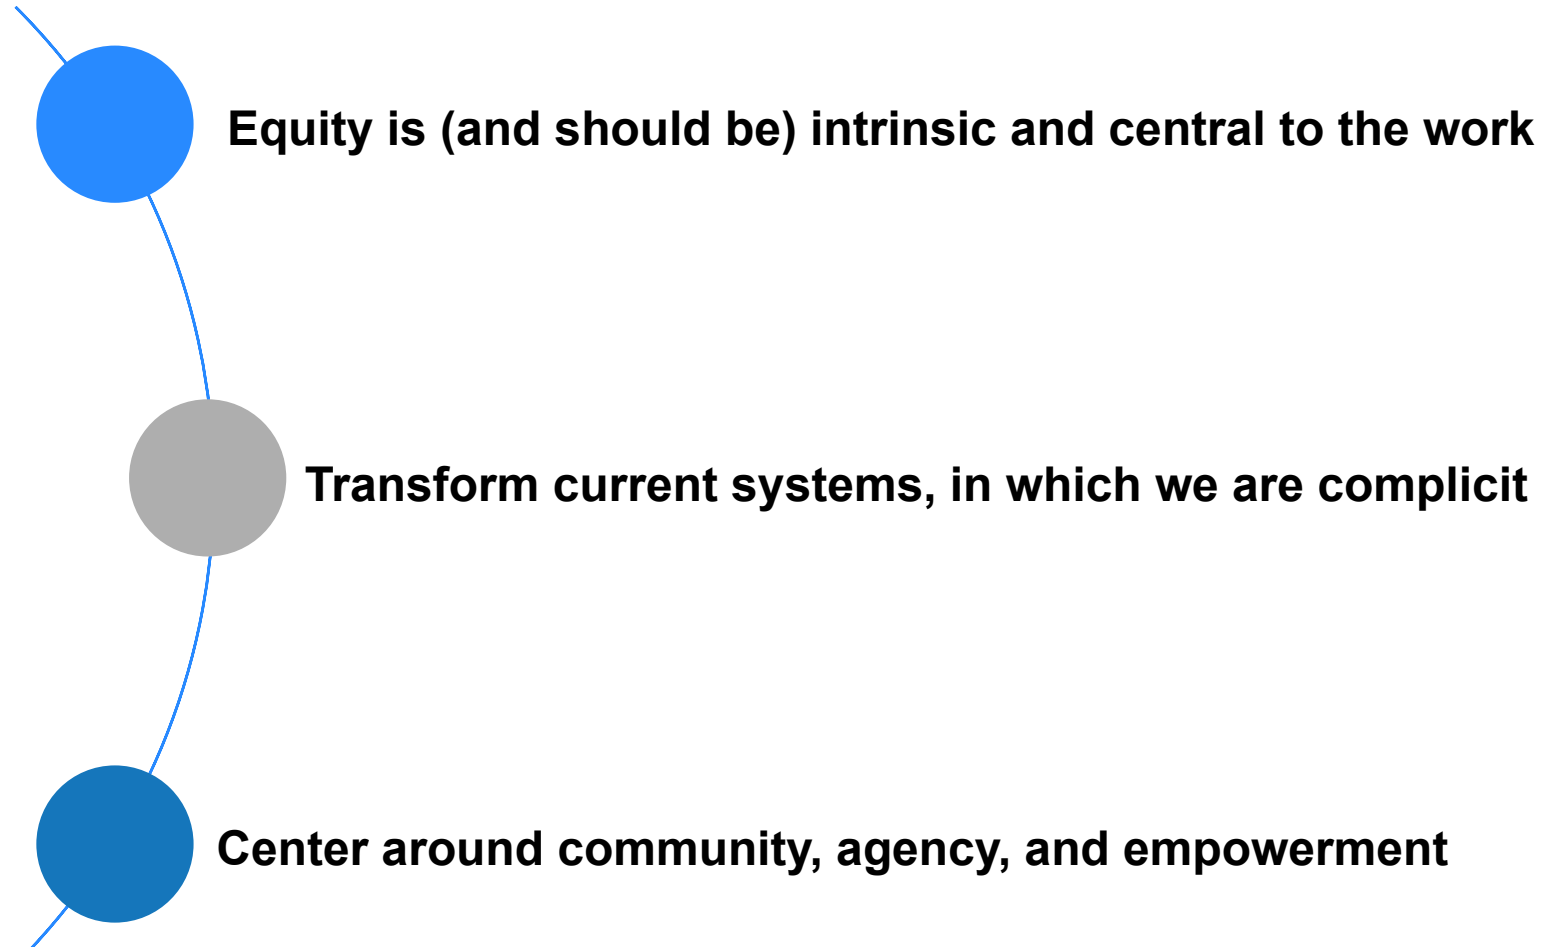 Equity is (and should be) intrinsic and central to the work
Transform current systems, in which we are complicit
Center around community, agency, and empowerment